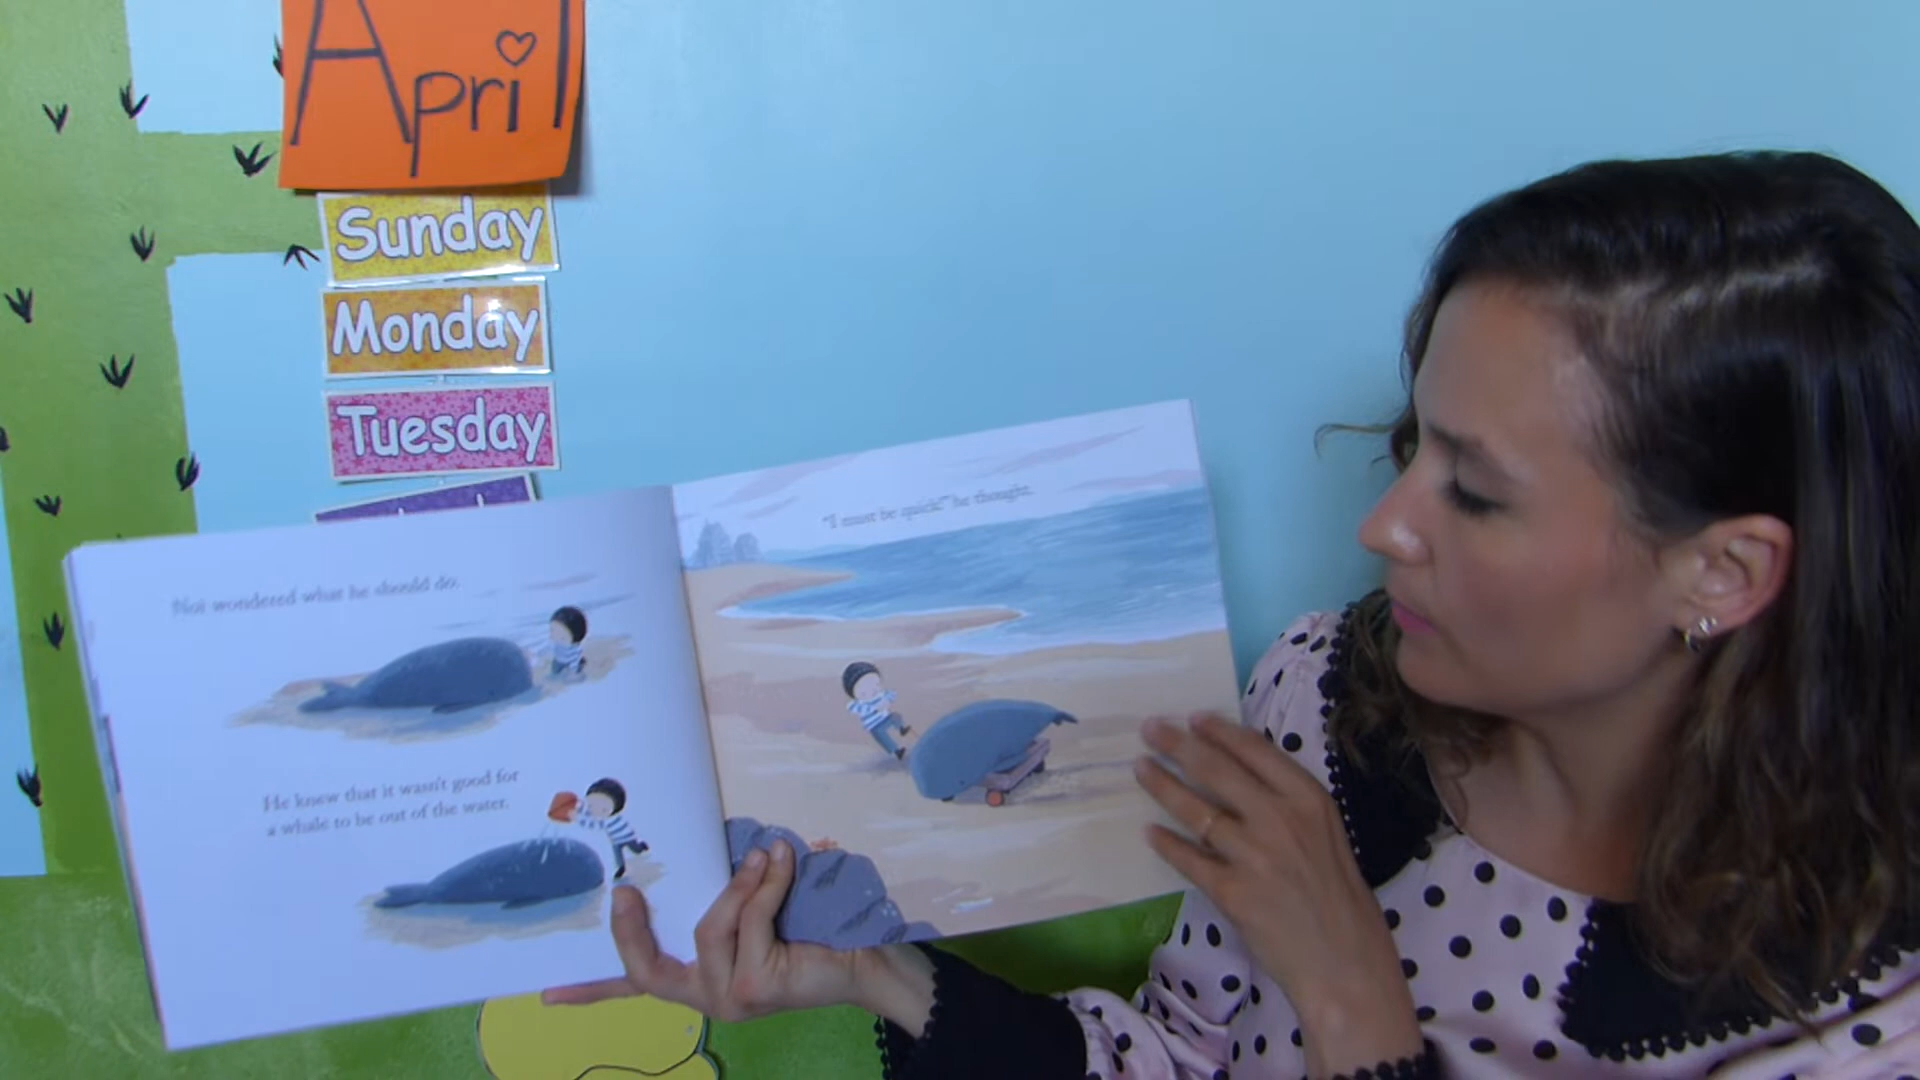 April
Sunday
Monday
Tuesday
Noi wondered what he should do.
He knew that it wasn't good for
a whale to be out of the water.
"I must be quick!" he thought.